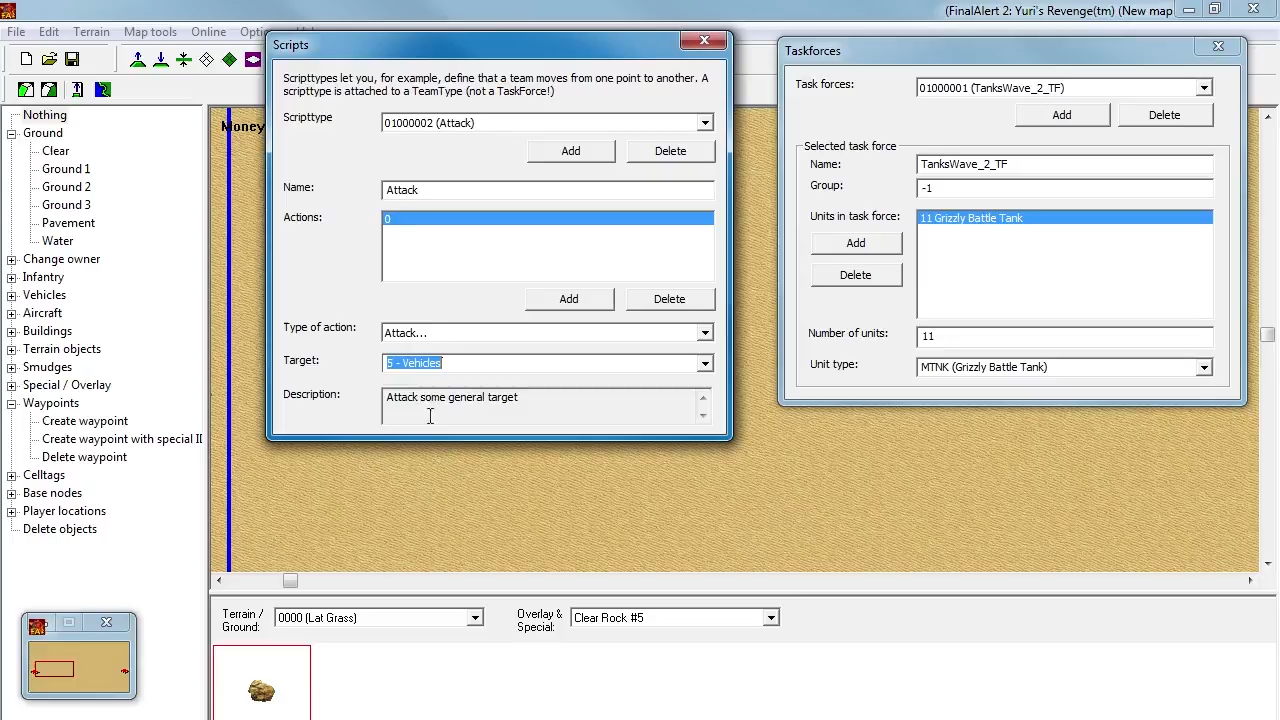 (FinalAlert 2: Yuri's Revenge(tm) (New map
File Edit Terrain Map tools Online
Nothing
Ground
Clear
Ground 1
Ground 2
Ground 3
Pavement
Water
Change owner
Infantry
Vehicles
Aircraft
Buildings
Terrain objects
Smudges
Special / Overlay
Waypoints
Create waypoint
Create waypoint with special I
Delete waypoint
Celltags
Base nodes
Player locations
Delete objects
Money
Scripts
Scripttypes let you, for example, define that a team moves from one point to another. A
scripttype is attached to a TeamType (not a TaskForce!)
Scripttype
01000002 (Attack)
Add Delete
Name:
Attack
Actions:
0
Add Delete
Type of action:
Attack...
Target:
5 - Vehicles
Description:
Attack some general target
Taskforces
Task forces:
01000001 (TanksWave_2_TF)
Add Delete
Selected task force
Name:
TanksWave_2_TF
Group:
-1
Units in task force:
11 Grizzly Battle Tank
Add
Delete
Number of units:
11
Unit type:
MTNK (Grizzly Battle Tank)
Terrain /
Ground:
0000 (Lat Grass)
Overlay &
Special:
Clear Rock #5